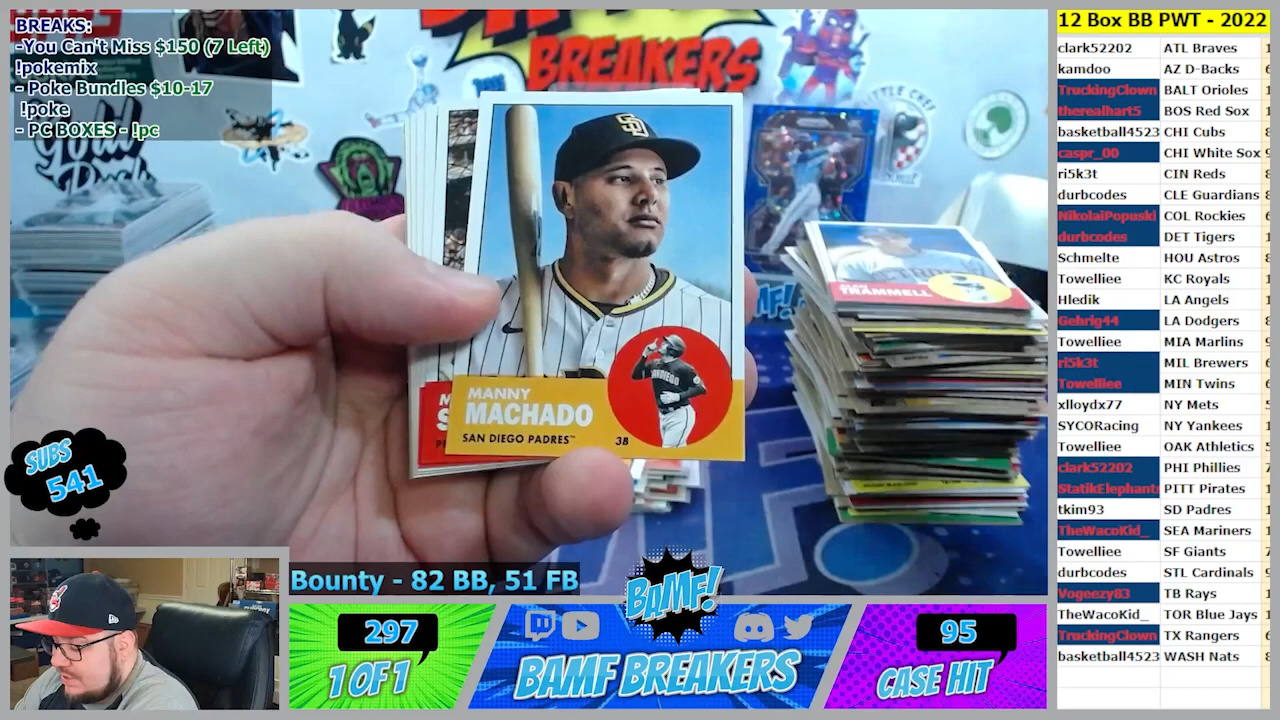 BREAKS:
-You Can't Miss $150 (7 Left)
!pokemix
- Poke Bundles $10-17
!poke
- PC BOXES - !pc
BREAKERS
SD
MANNY
MACHADO
SAN DIEGO PADRES™ 3B
TRAMMELL
SUBS
541
Bounty - 82 BB, 51 FB
BAMF!
297
1 OF 1
BAMF BREAKERS
95
CASE HIT
12 Box BB PWT - 2022
clark52202 ATL Braves
kamdoo AZ D-Backs
TruckingClown BALT Orioles
therealhart5 BOS Red Sox
basketball4523 CHI Cubs
caspr_00 CHI White Sox
ri5k3t CIN Reds
durbcodes CLE Guardians
NikolaiPopuski COL Rockies
durbcodes DET Tigers
Schmelte HOU Astros
Towelliee KC Royals
Hledik LA Angels
Gehrig44 LA Dodgers
Towelliee MIA Marlins
ri5k3t MIL Brewers
Towelliee MIN Twins
xlloydx77 NY Mets
SYCORacing NY Yankees
Towelliee OAK Athletics
clark52202 PHI Phillies
StatikElephants PITT Pirates
tkim93 SD Padres
TheWacoKid_ SEA Mariners
Towelliee SF Giants
durbcodes STL Cardinals
Vogeezy83 TB Rays
TheWacoKid_ TOR Blue Jays
TruckingClown TX Rangers
basketball4523 WASH Nats